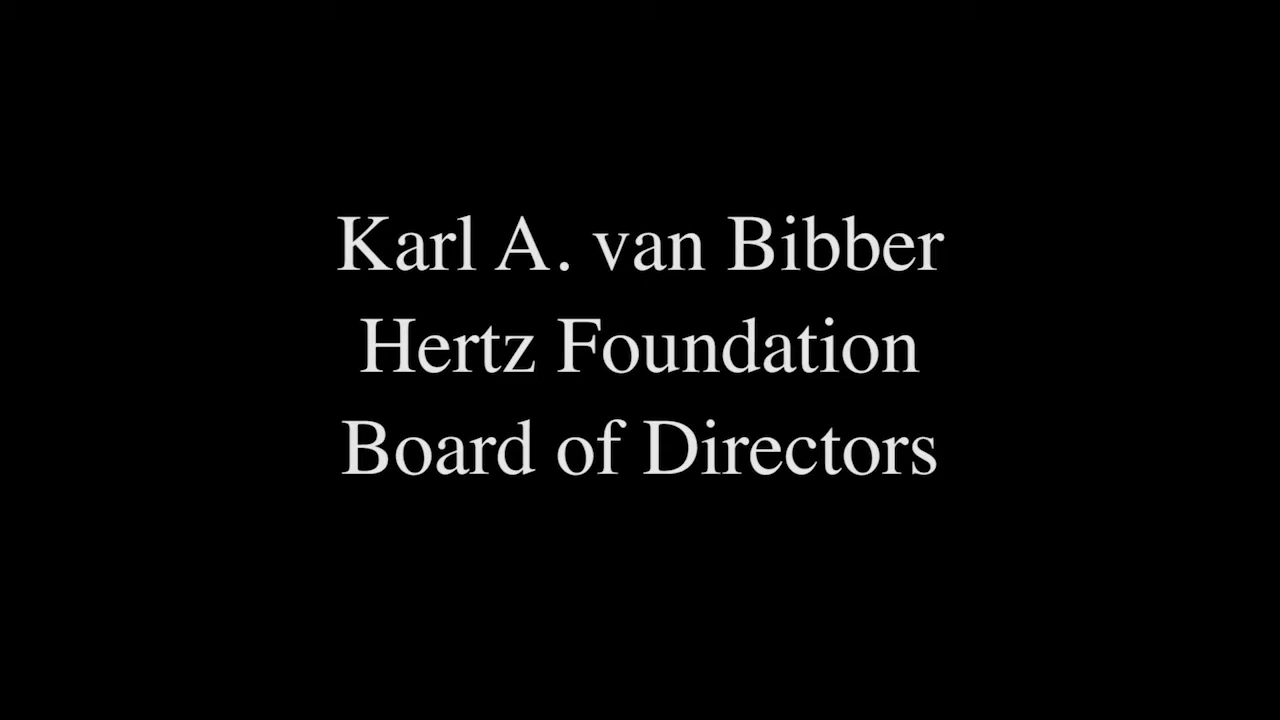 Karl A. van Bibber
Hertz Foundation
Board of Directors